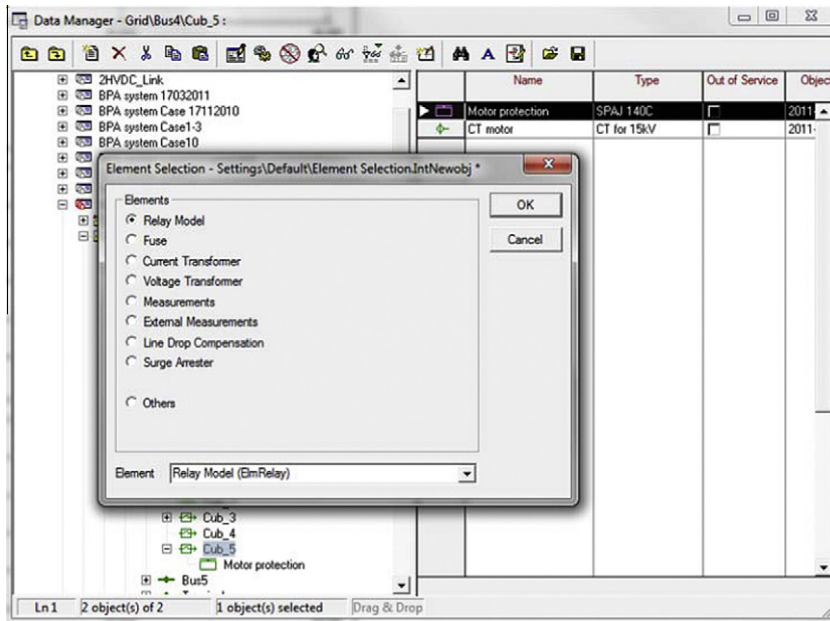 Data Manager - Grid\Bus4\Cub_5 :
2HVDC_Link
BPA system 17032011
BPA system Case 17112010
BPA system Case1-3
BPA system Case10
Name Type Out of Service Objec
Motor protection SPAJ 140C 2011-
CT motor CT for 15kV 2011-
Element Selection - Settings\Default\Element Selection.IntNewobj *
Elements
Relay Model
Fuse
Current Transformer
Voltage Transformer
Measurements
External Measurements
Line Drop Compensation
Surge Arrester
Others
OK
Cancel
Element Relay Model (ElmRelay)
Cub_3
Cub_4
Cub_5
Motor protection
Bus5
Ln 1 2 object(s) of 2 1 object(s) selected Drag & Drop